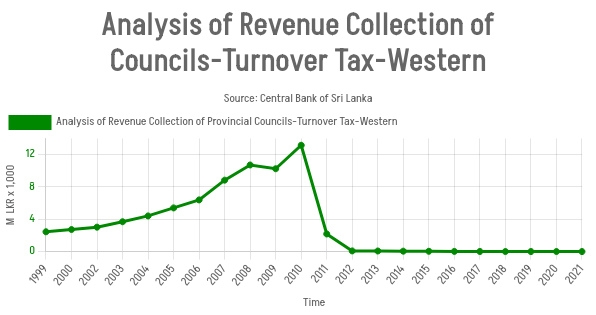 Analysis of Revenue Collection of
Councils-Turnover Tax-Western
Source: Central Bank of Sri Lanka
Analysis of Revenue Collection of Provincial Councils-Turnover Tax-Western
M LKR x 1,000
12
8
4
0
1999 2000 2002 2003 2004 2005 2006 2007 2008 2009 2010 2011 2012 2013 2014 2015 2016 2017 2018 2019 2020 2021
Time